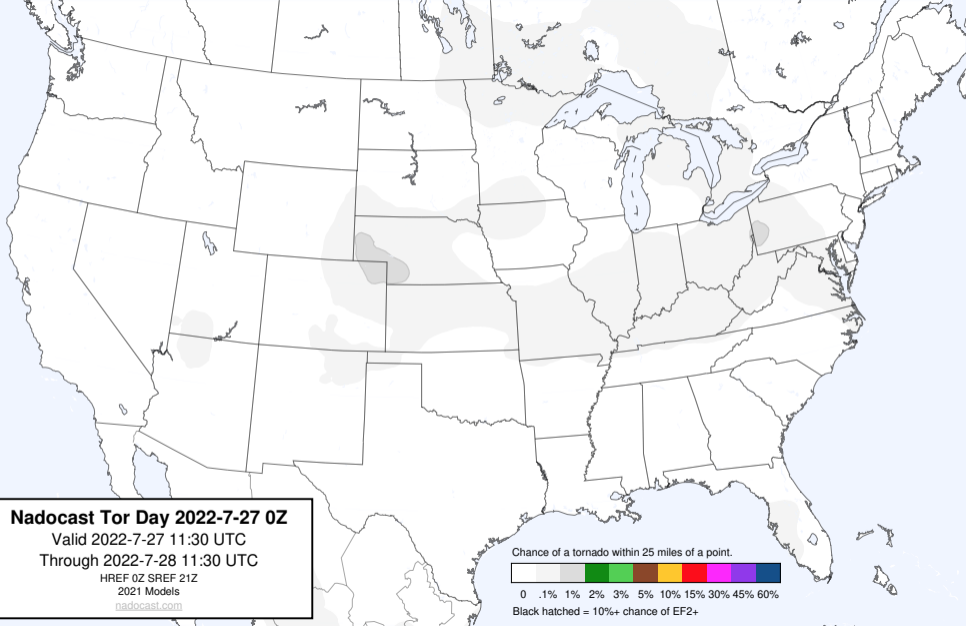 Nadocast Tor Day 2022-7-27 0Z
Valid 2022-7-27 11:30 UTC
Through 2022-7-28 11:30 UTC
HREF 0Z SREF 21Z
2021 Models
nadocast.com
Chance of a tornado within 25 miles of a point.
0 .1% 1% 2% 3% 5% 10% 15% 30% 45% 60%
Black hatched = 10%+ chance of EF2+